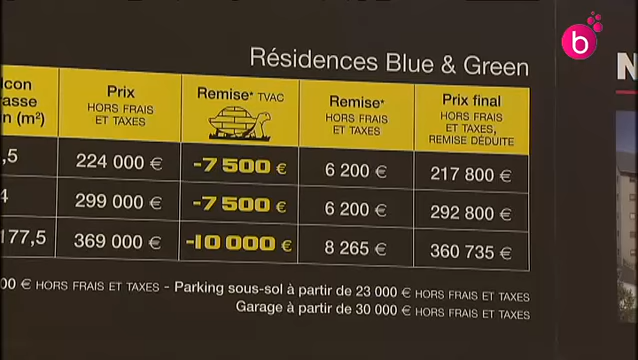 b
Résidences Blue & Green
Prix
HORS FRAIS
ET TAXES
Remise* TVAC
Remise*
HORS FRAIS
ET TAXES
Prix final
HORS FRAIS
ET TAXES,
REMISE DÉDUITE
,5 224 000 € -7 500 € 6 200 € 217 800 €
4 299 000 € -7 500 € 6 200 € 292 800 €
177,5 369 000 € -10 000 € 8 265 € 360 735 €
00 € HORS FRAIS ET TAXES - Parking sous-sol à partir de 23 000 € HORS FRAIS ET TAXES
Garage à partir de 30 000 € HORS FRAIS ET TAXES